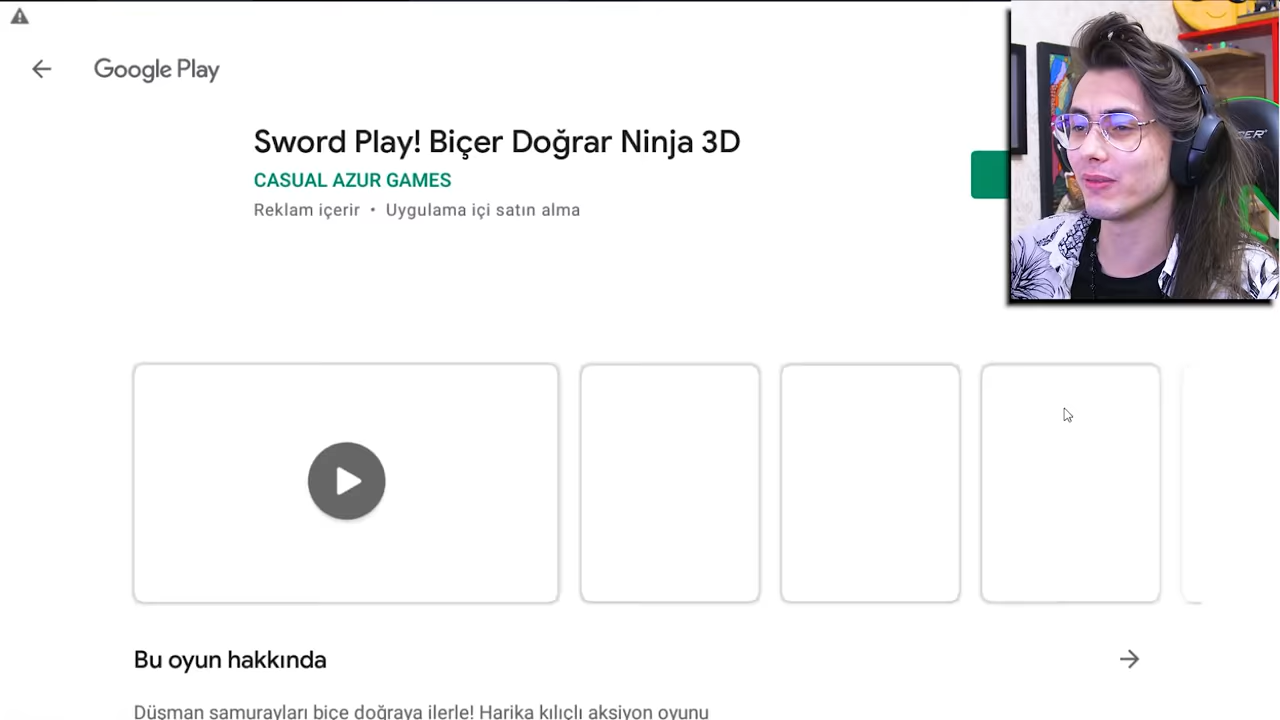 Google Play
Sword Play! Biçer Doğrar Ninja 3D
CASUAL AZUR GAMES
Reklam içerir • Uygulama içi satın alma
Bu oyun hakkında
Düşman samurayları biçe doğraya ilerle! Harika kılıçlı aksiyon oyunu